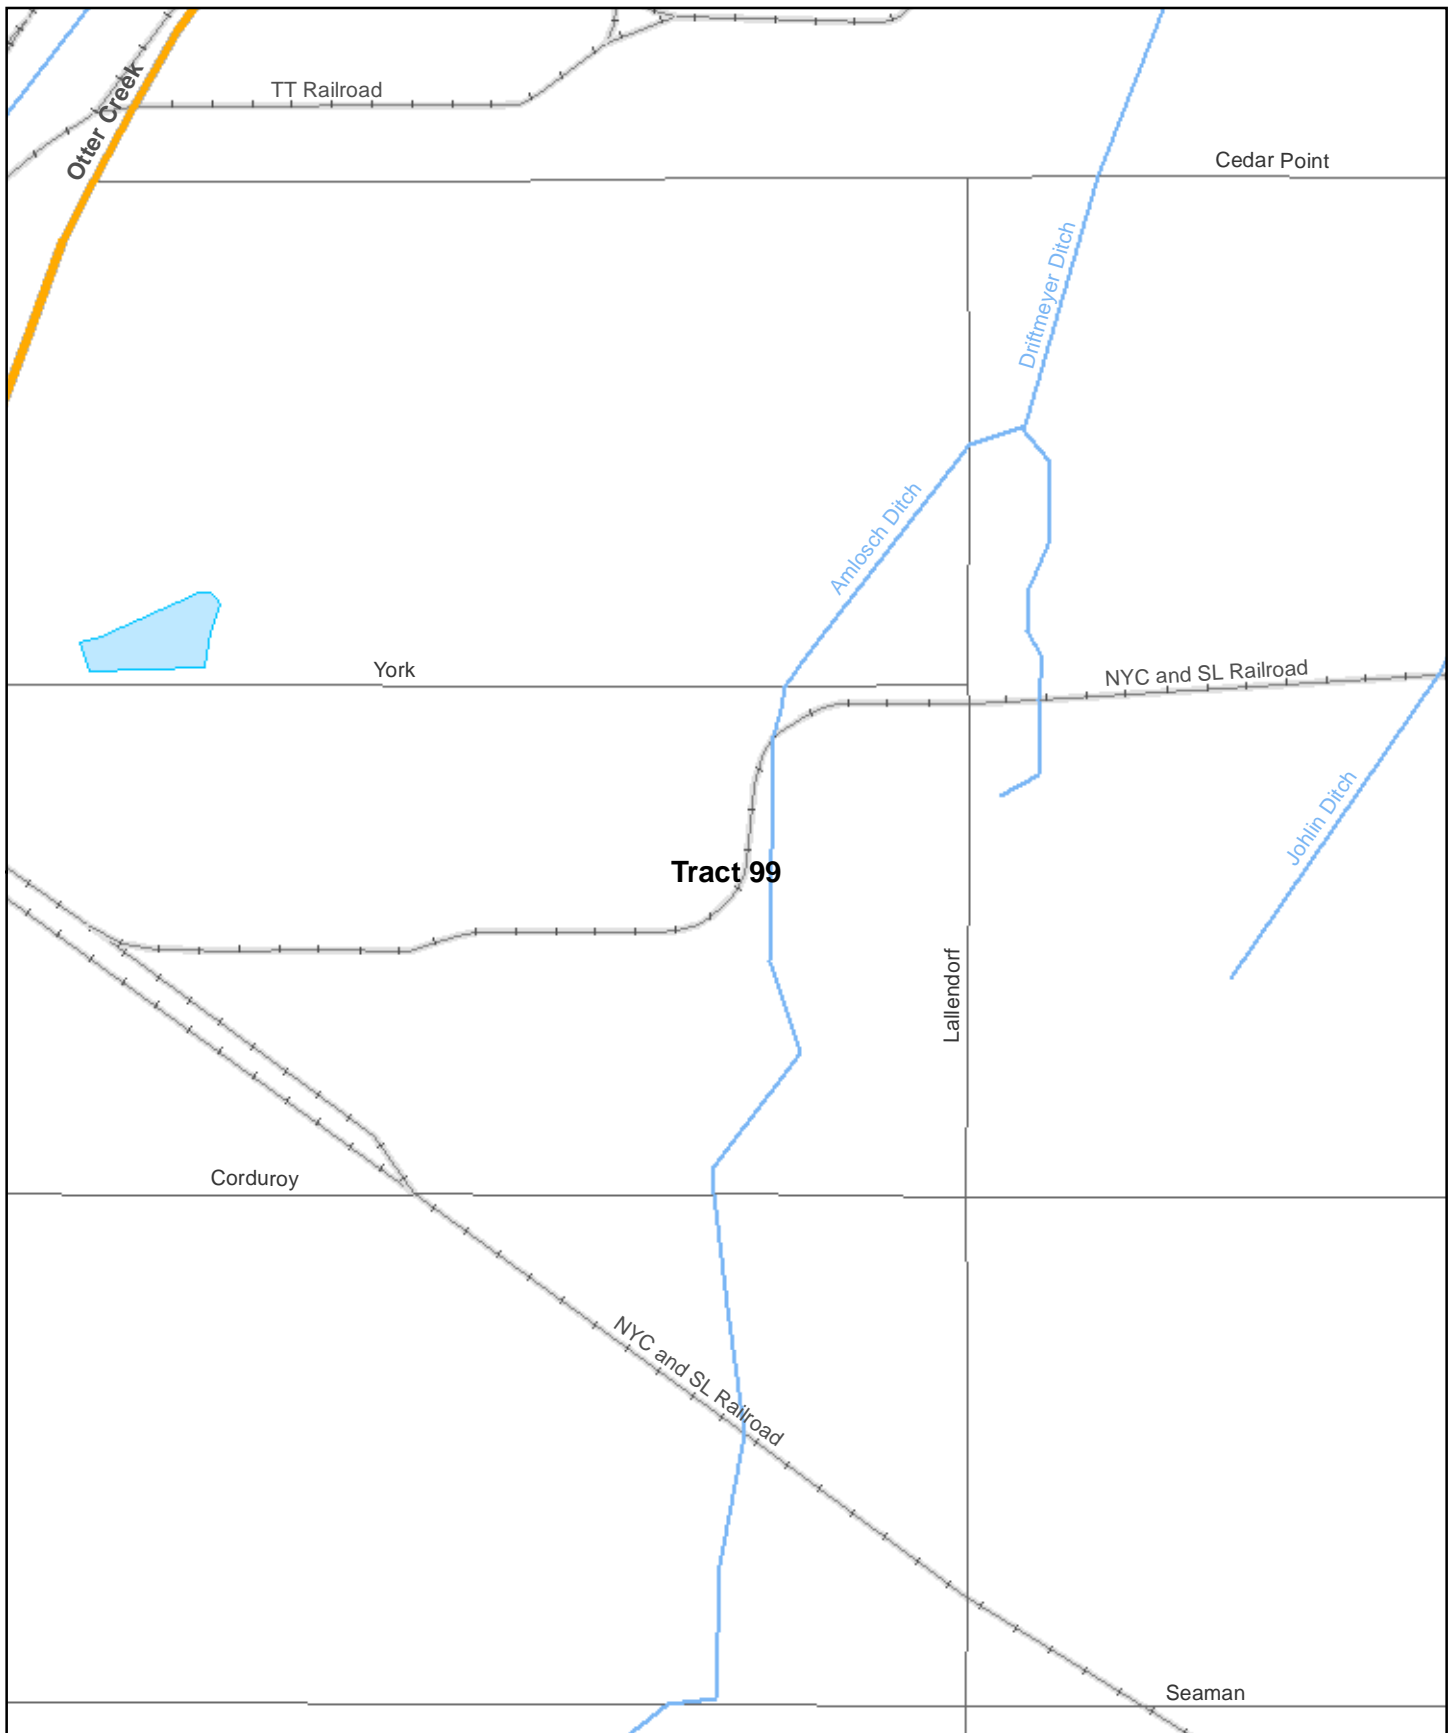 Otter Creek
TT Railroad
Cedar Point
Driftmeyer Ditch
Amlosch Ditch
York
NYC and SL Railroad
Johlin Ditch
Tract 99
Lallendorf
Corduroy
NYC and SL Railroad
Seaman